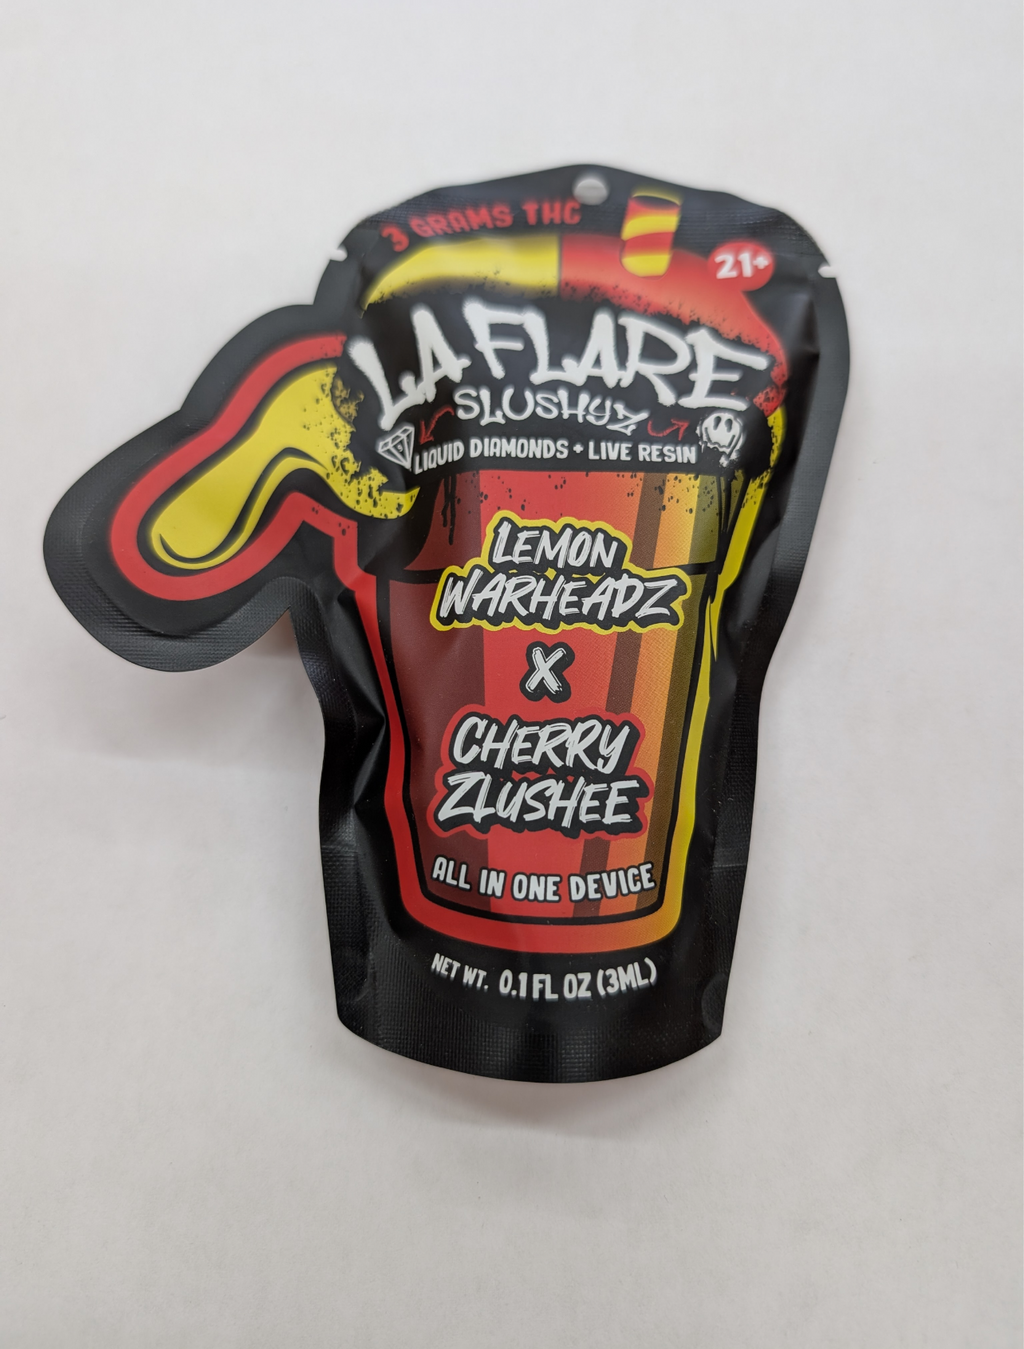 3 GRAMS THC
21+
LA FLARE
SLUSHYZ
LIQUID DIAMONDS + LIVE RESIN
LEMON
WARHEADZ
X
CHERRY
ZLUSHEE
ALL IN ONE DEVICE
NET WT. 0.1 FL OZ (3ML)